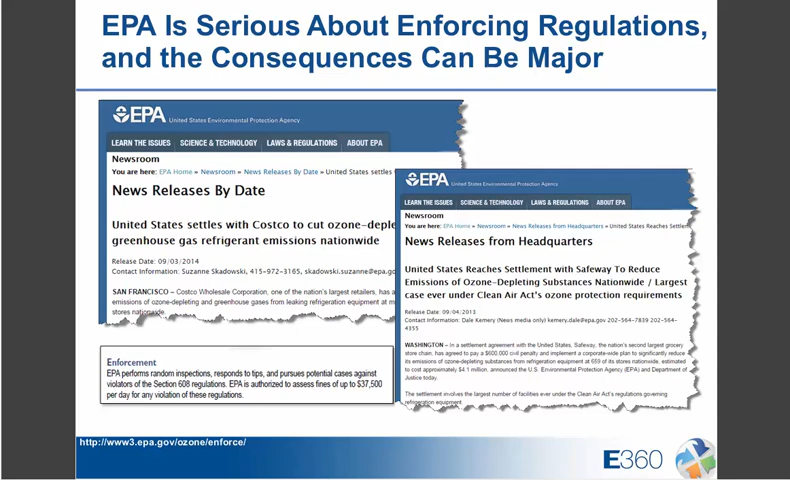 EPA Is Serious About Enforcing Regulations,
and the Consequences Can Be Major
EPA United States Environmental Protection Agency
LEARN THE ISSUES SCIENCE & TECHNOLOGY LAWS & REGULATIONS ABOUT EPA
Newsroom
You are here: EPA Home » Newsroom » News Releases By Date » United States settles
News Releases By Date
United States settles with Costco to cut ozone-deple
greenhouse gas refrigerant emissions nationwide
Release Date: 09/03/2014
Contact Information: Suzanne Skadowski, 415-972-3165, skadowski.suzanne@epa.go
SAN FRANCISCO – Costco Wholesale Corporation, one of the nation's largest retailers, has a
emissions of ozone-depleting and greenhouse gases from leaking refrigeration equipment at m
stores nationwide.
EPA United States Environmental Protection Agency
LEARN THE ISSUES SCIENCE & TECHNOLOGY LAWS & REGULATIONS ABOUT EPA
Newsroom
You are here: EPA Home » Newsroom » News Releases from Headquarters » United States Reaches Settlem
News Releases from Headquarters
United States Reaches Settlement with Safeway To Reduce
Emissions of Ozone-Depleting Substances Nationwide / Largest
case ever under Clean Air Act's ozone protection requirements
Release Date: 09/04/2013
Contact Information: Dale Kemery (News media only) kemery.dale@epa.gov 202-564-7839 202-564-
4355
WASHINGTON – In a settlement agreement with the United States, Safeway, the nation's second largest grocery
store chain, has agreed to pay a $600,000 civil penalty and implement a corporate-wide plan to significantly reduce
its emissions of ozone-depleting substances from refrigeration equipment at 659 of its stores nationwide, estimated
to cost approximately $4.1 million, announced the U.S. Environmental Protection Agency (EPA) and Department of
Justice today.
The settlement involves the largest number of facilities ever under the Clean Air Act's regulations governing
refrigeration equipment.
Enforcement
EPA performs random inspections, responds to tips, and pursues potential cases against
violators of the Section 608 regulations. EPA is authorized to assess fines of up to $37,500
per day for any violation of these regulations.
http://www3.epa.gov/ozone/enforce/
E360